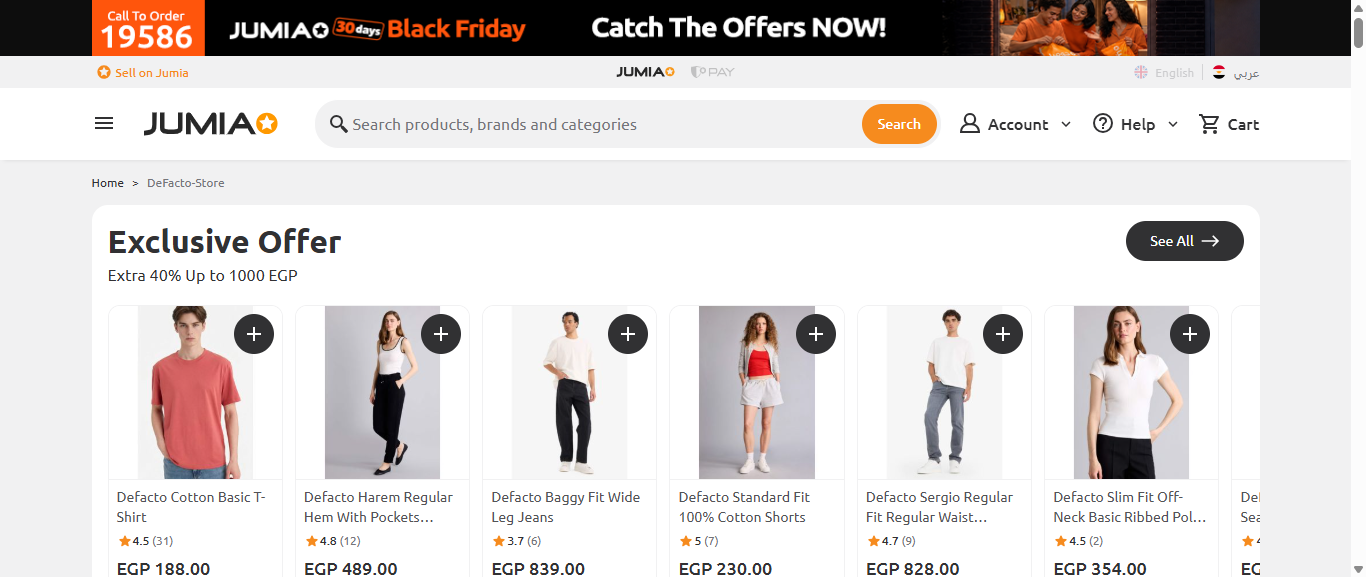 Call To Order
19586
JUMIA 30days Black Friday
Catch The Offers NOW!
Sell on Jumia
JUMIA
PAY
English
عربي
JUMIA
Search products, brands and categories
Search
Account
Help
Cart
Home > DeFacto-Store
Exclusive Offer
See All
Extra 40% Up to 1000 EGP
Defacto Cotton Basic T-
Shirt
4.5 (31)
EGP 188.00
Defacto Harem Regular
Hem With Pockets…
4.8 (12)
EGP 489.00
Defacto Baggy Fit Wide
Leg Jeans
3.7 (6)
EGP 839.00
Defacto Standard Fit
100% Cotton Shorts
5 (7)
EGP 230.00
Defacto Sergio Regular
Fit Regular Waist…
4.7 (9)
EGP 828.00
Defacto Slim Fit Off-
Neck Basic Ribbed Pol…
4.5 (2)
EGP 354.00